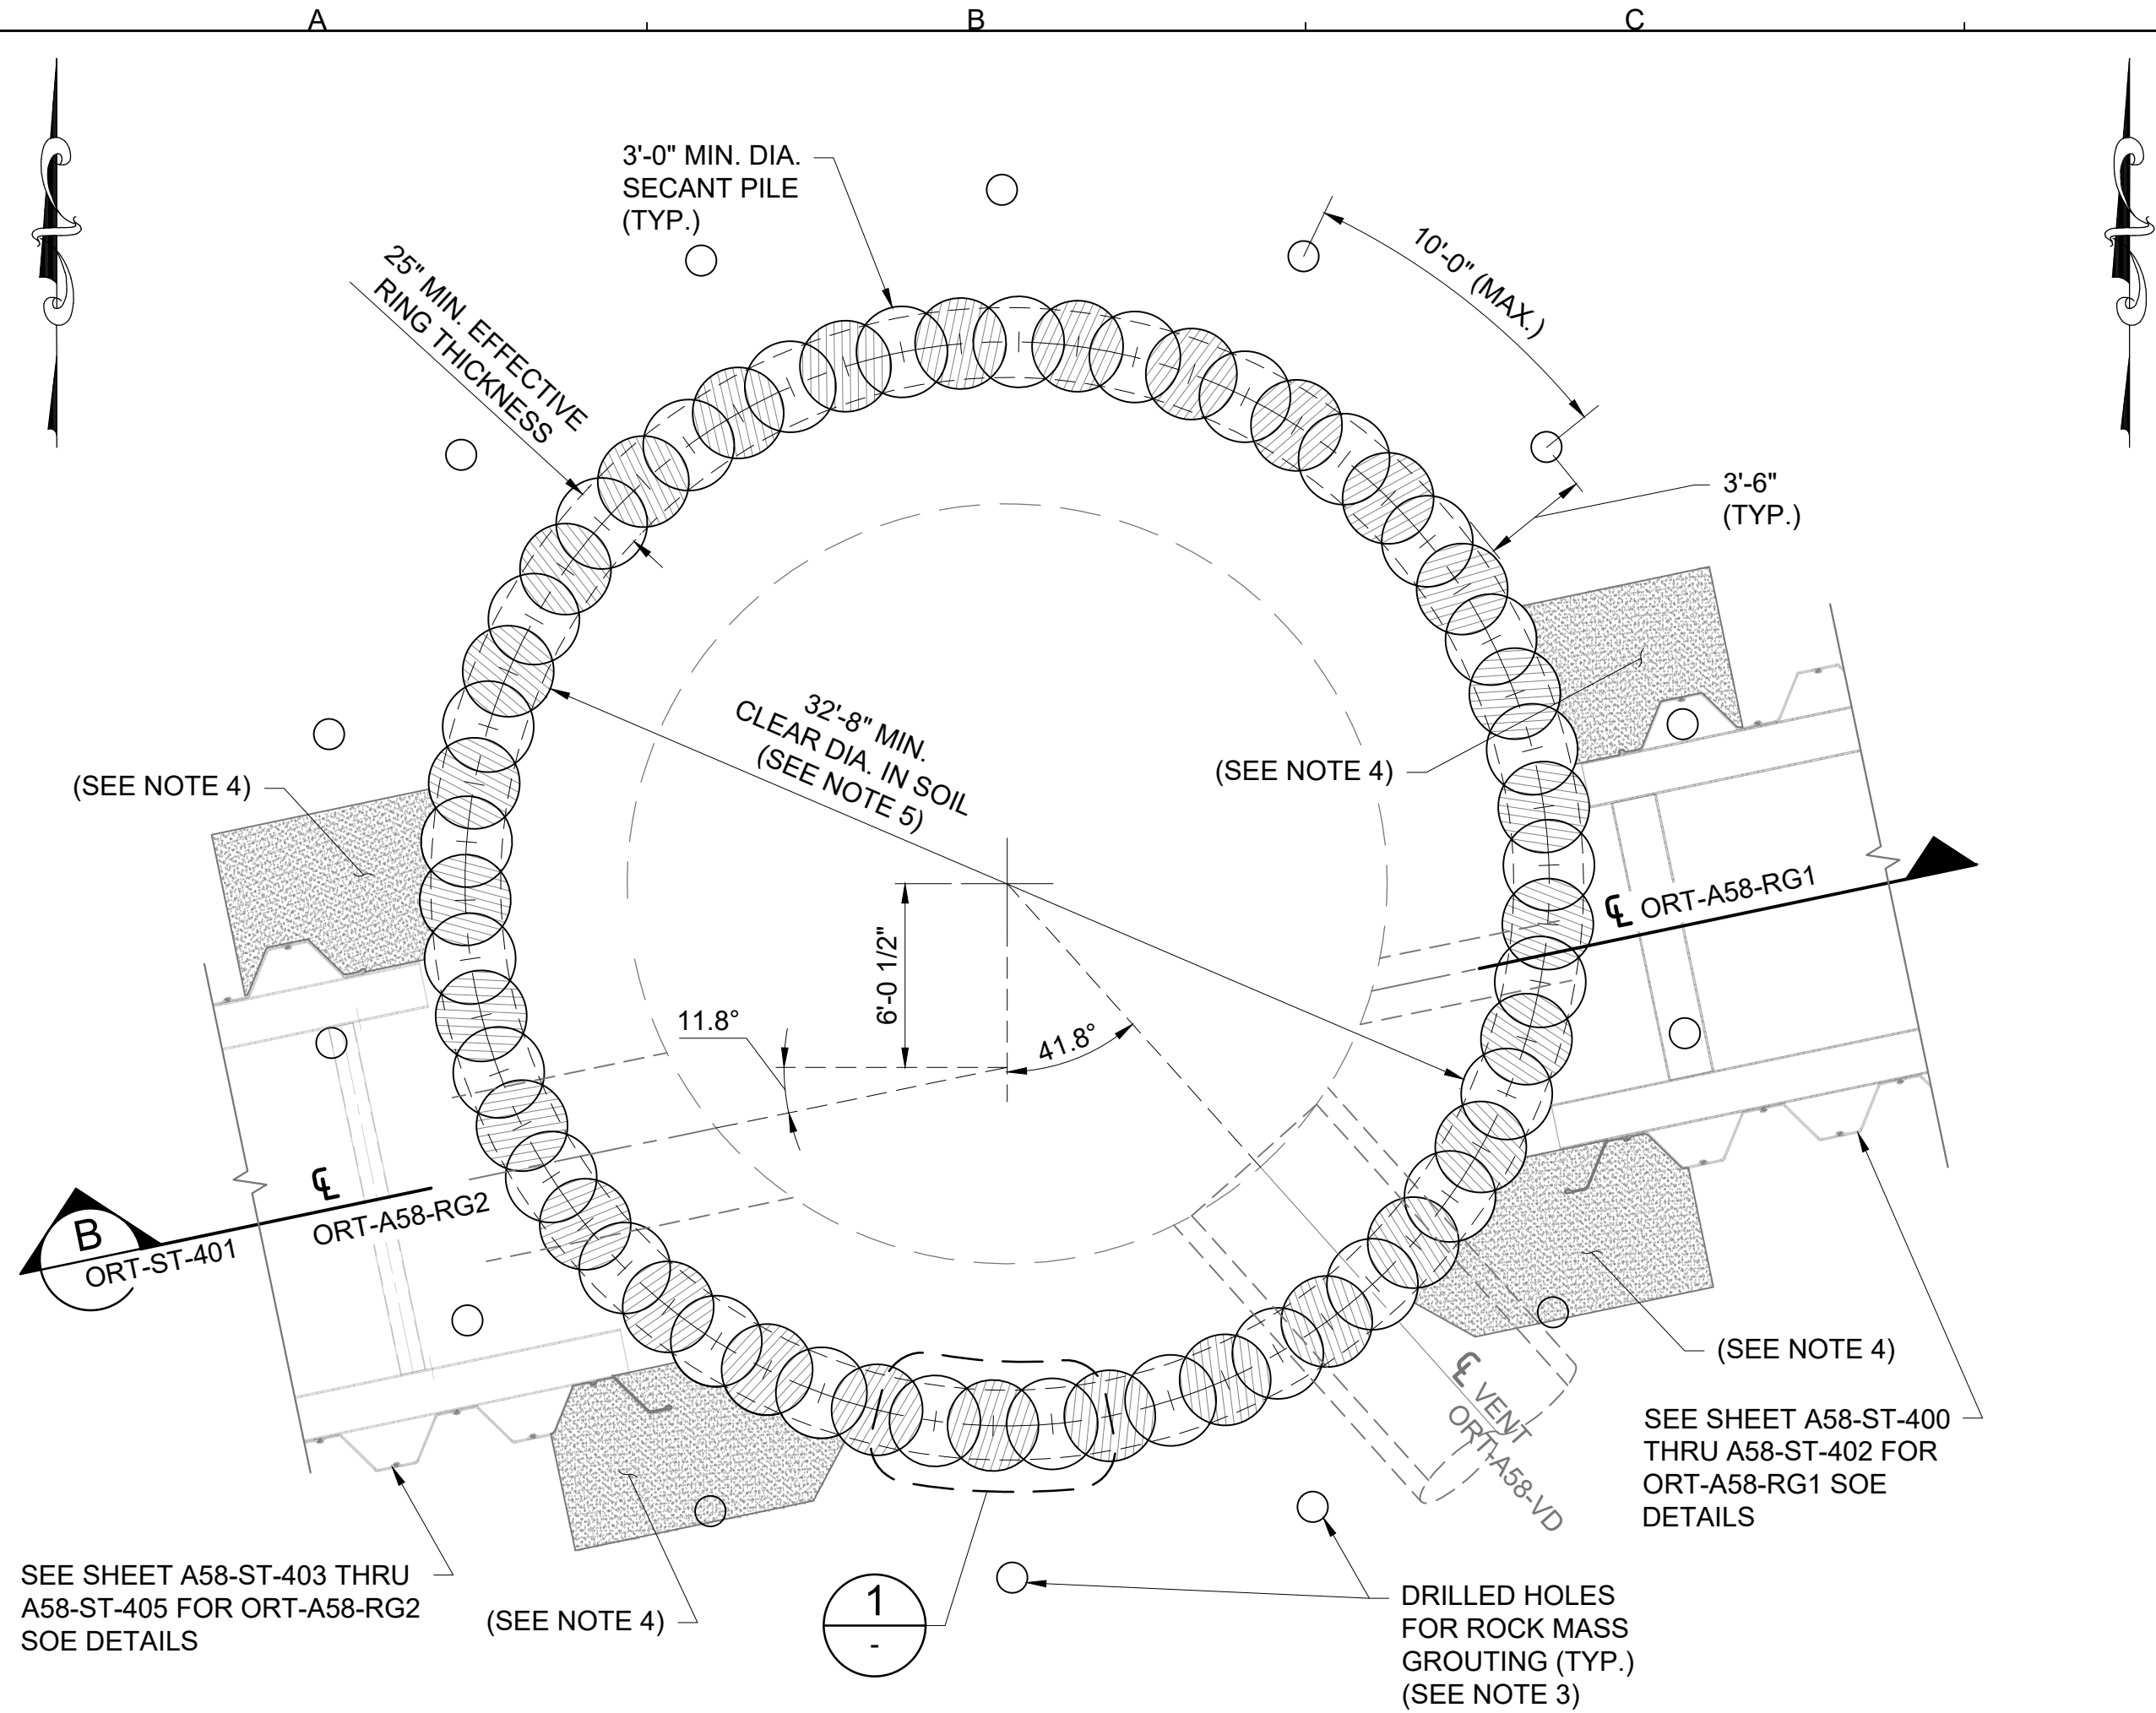 A
B
C
3'-0" MIN. DIA.
SECANT PILE
(TYP.)
25" MIN. EFFECTIVE
RING THICKNESS
10'-0" (MAX.)
3'-6"
(TYP.)
32'-8" MIN.
CLEAR DIA. IN SOIL
(SEE NOTE 5)
(SEE NOTE 4)
(SEE NOTE 4)
℄ ORT-A58-RG1
6'-0 1/2"
11.8°
41.8°
℄
ORT-A58-RG2
B
ORT-ST-401
(SEE NOTE 4)
℄ VENT
ORT-A58-VD
SEE SHEET A58-ST-400
THRU A58-ST-402 FOR
ORT-A58-RG1 SOE
DETAILS
SEE SHEET A58-ST-403 THRU
A58-ST-405 FOR ORT-A58-RG2
SOE DETAILS
(SEE NOTE 4)
1
-
DRILLED HOLES
FOR ROCK MASS
GROUTING (TYP.)
(SEE NOTE 3)